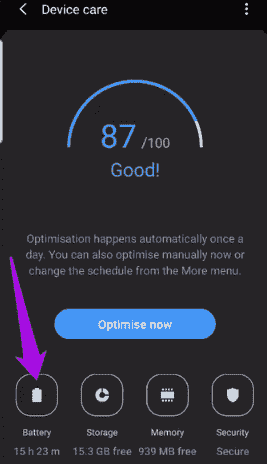 Device care
87 /100
Good!
Optimisation happens automatically once a
day. You can also optimise manually now or
change the schedule from the More menu.
Optimise now
Battery Storage Memory Security
15 h 23 m 15.3 GB free 939 MB free Secure